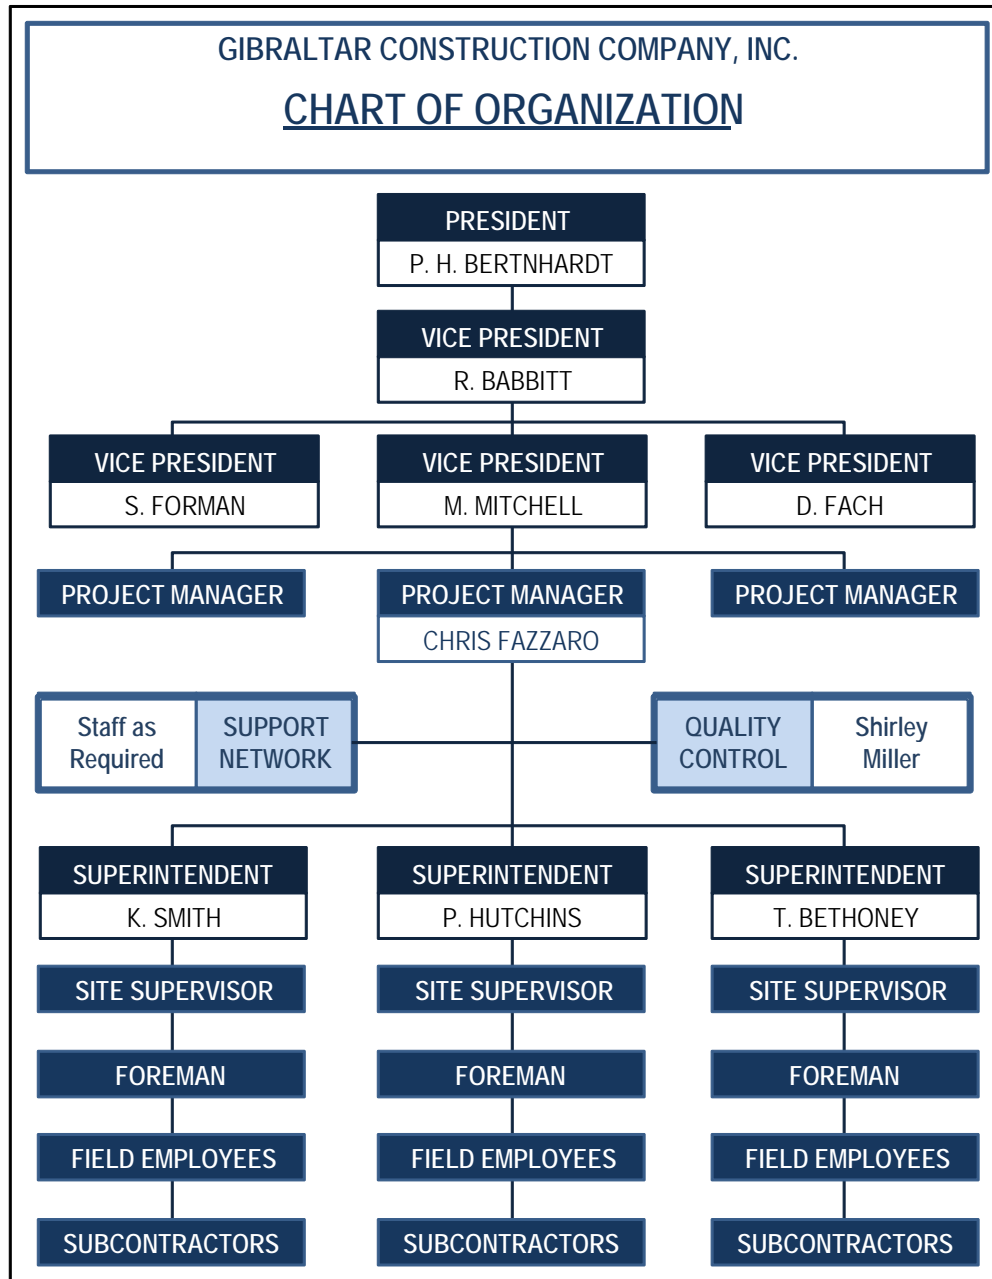 GIBRALTAR CONSTRUCTION COMPANY, INC.
CHART OF ORGANIZATION
PRESIDENT
P. H. BERTNHARDT
VICE PRESIDENT
R. BABBITT
VICE PRESIDENT
S. FORMAN
VICE PRESIDENT
M. MITCHELL
VICE PRESIDENT
D. FACH
PROJECT MANAGER
PROJECT MANAGER
CHRIS FAZZARO
PROJECT MANAGER
Staff as
Required
SUPPORT
NETWORK
QUALITY
CONTROL
Shirley
Miller
SUPERINTENDENT
K. SMITH
SUPERINTENDENT
P. HUTCHINS
SUPERINTENDENT
T. BETHONEY
SITE SUPERVISOR
SITE SUPERVISOR
SITE SUPERVISOR
FOREMAN
FOREMAN
FOREMAN
FIELD EMPLOYEES
FIELD EMPLOYEES
FIELD EMPLOYEES
SUBCONTRACTORS
SUBCONTRACTORS
SUBCONTRACTORS